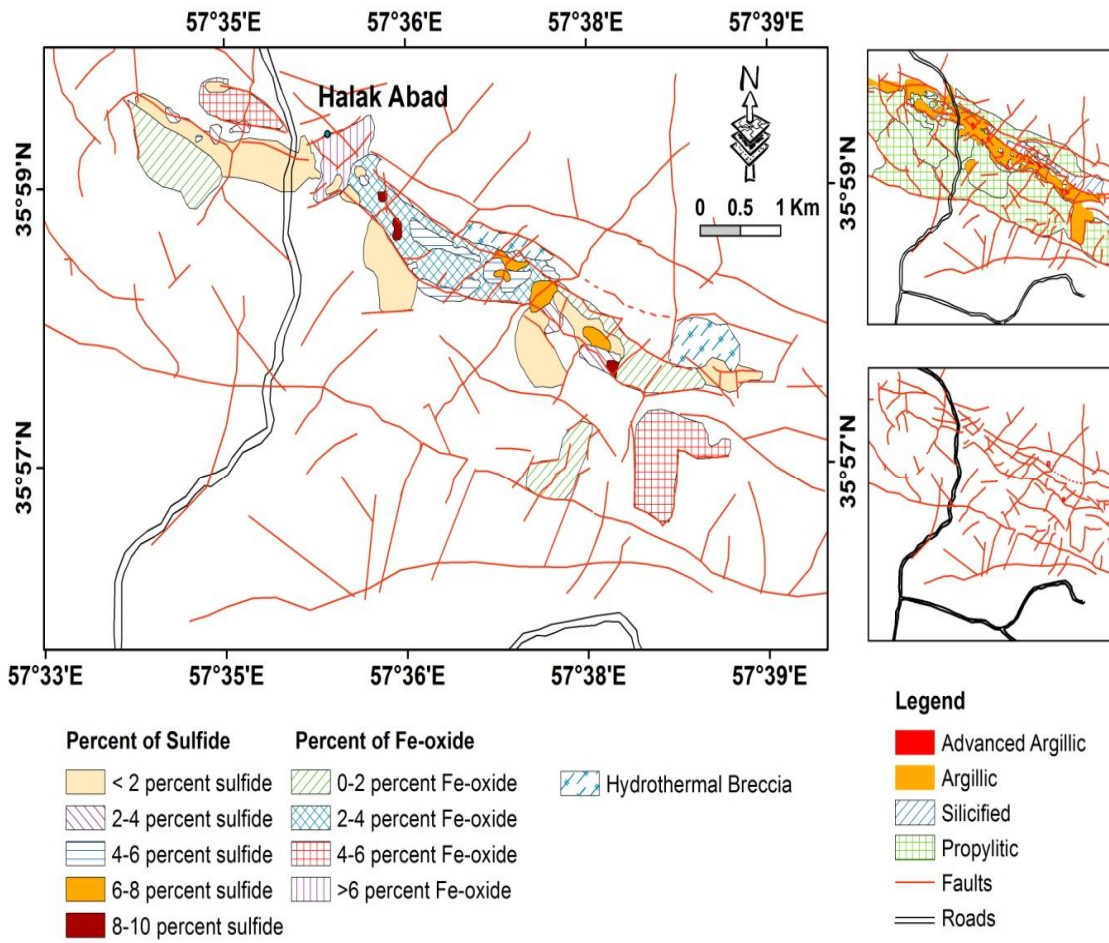 57°35'E
57°36'E
57°38'E
57°39'E
Halak Abad
N
0 0.5 1 Km
35°59'N
35°59'N
35°57'N
35°57'N
57°33'E
57°35'E
57°36'E
57°38'E
57°39'E
Percent of Sulfide
< 2 percent sulfide
2-4 percent sulfide
4-6 percent sulfide
6-8 percent sulfide
8-10 percent sulfide
Percent of Fe-oxide
0-2 percent Fe-oxide
2-4 percent Fe-oxide
4-6 percent Fe-oxide
>6 percent Fe-oxide
Hydrothermal Breccia
Legend
Advanced Argillic
Argillic
Silicified
Propylitic
Faults
Roads